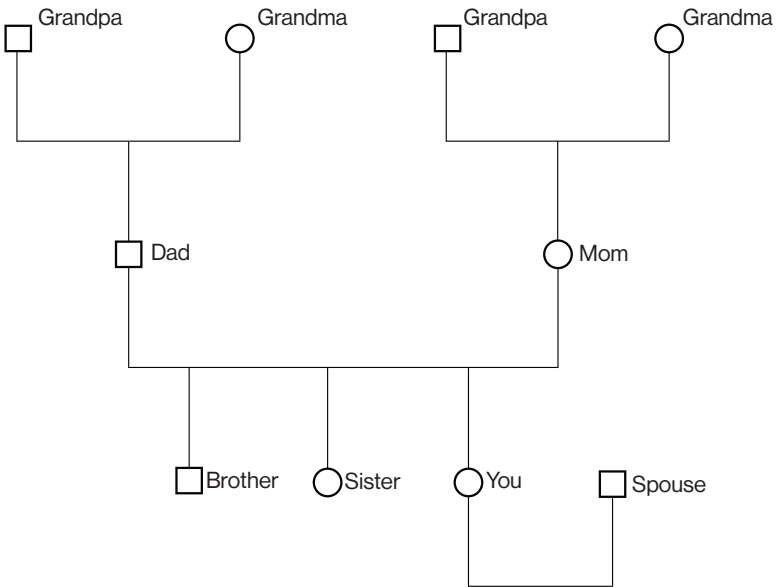 Grandpa
Grandma
Grandpa
Grandma
Dad
Mom
Brother
Sister
You
Spouse